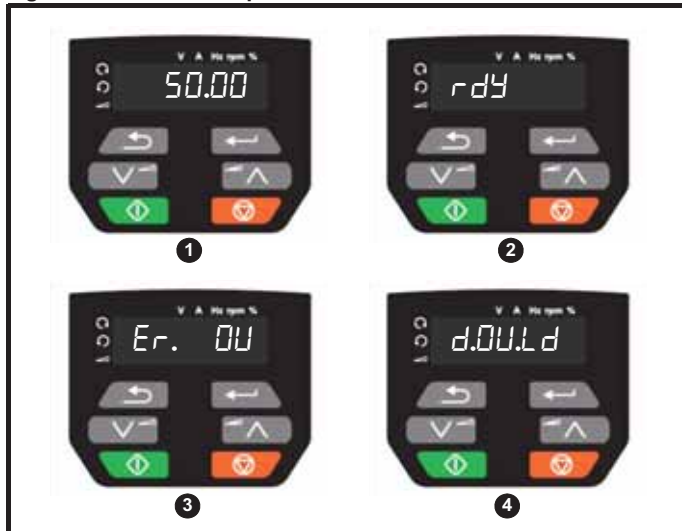 V A Hz rpm %
50.00
V A Hz rpm %
rdy
1
2
V A Hz rpm %
Er. OU
V A Hz rpm %
d.OU.Ld
3
4